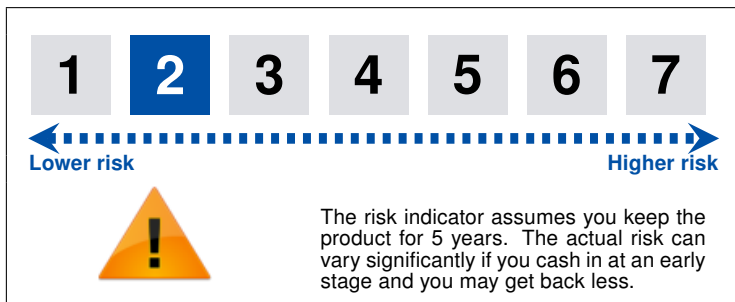 1 2 3 4 5 6 7
Lower risk Higher risk
!
The risk indicator assumes you keep the
product for 5 years. The actual risk can
vary significantly if you cash in at an early
stage and you may get back less.